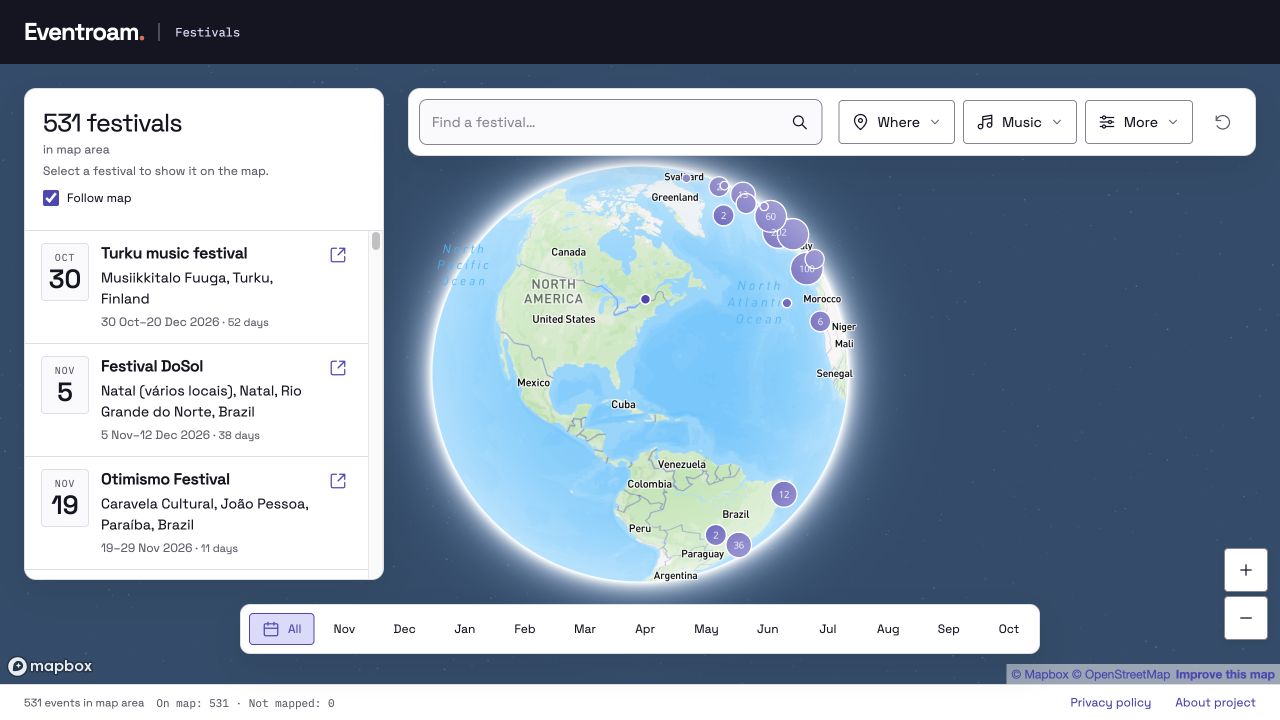 Eventroam.
Festivals
531 festivals
in map area
Select a festival to show it on the map.
Follow map
OCT
30
Turku music festival
Musiikkitalo Fuuga, Turku,
Finland
30 Oct–20 Dec 2026 · 52 days
NOV
5
Festival DoSol
Natal (vários locais), Natal, Rio
Grande do Norte, Brazil
5 Nov–12 Dec 2026 · 38 days
NOV
19
Otimismo Festival
Caravela Cultural, João Pessoa,
Paraíba, Brazil
19–29 Nov 2026 · 11 days
Find a festival...
Where
Music
More
Svalbard
Greenland
2
60
Canada
North
Pacific
Ocean
NORTH
AMERICA
United States
North
Atlantic
Ocean
100
Morocco
6
Niger
Mali
Senegal
Mexico
Cuba
Venezuela
Colombia
12
Brazil
Peru
2
36
Paraguay
Argentina
+
−
All
Nov
Dec
Jan
Feb
Mar
Apr
May
Jun
Jul
Aug
Sep
Oct
mapbox
© Mapbox © OpenStreetMap Improve this map
531 events in map area
On map: 531 · Not mapped: 0
Privacy policy
About project